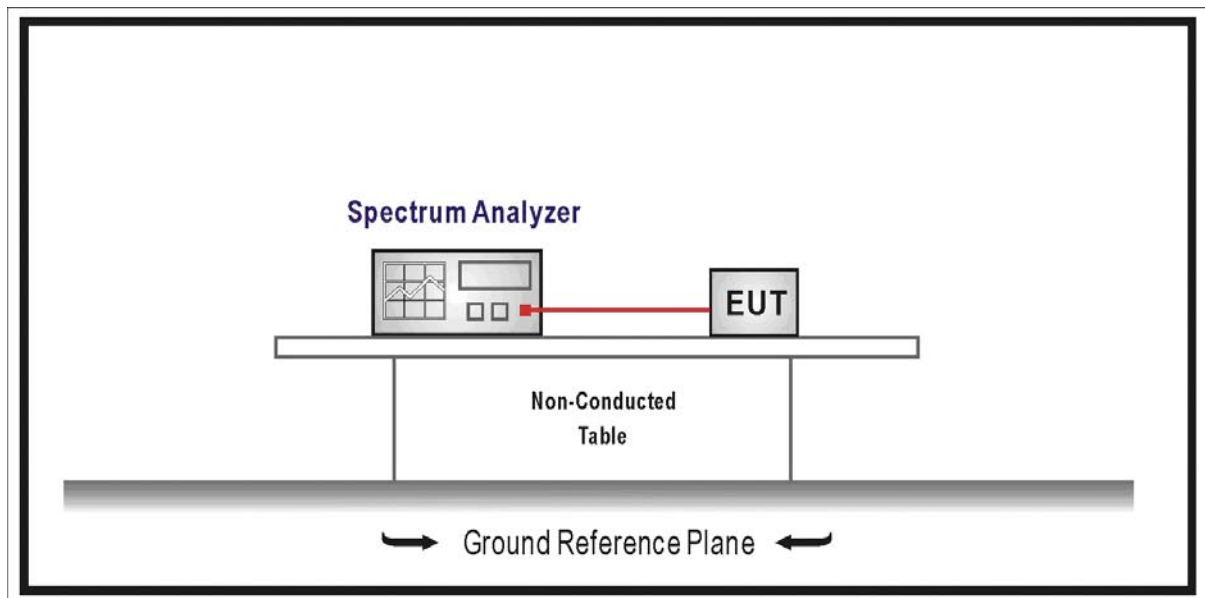 Spectrum Analyzer
EUT
Non-Conducted
Table
Ground Reference Plane